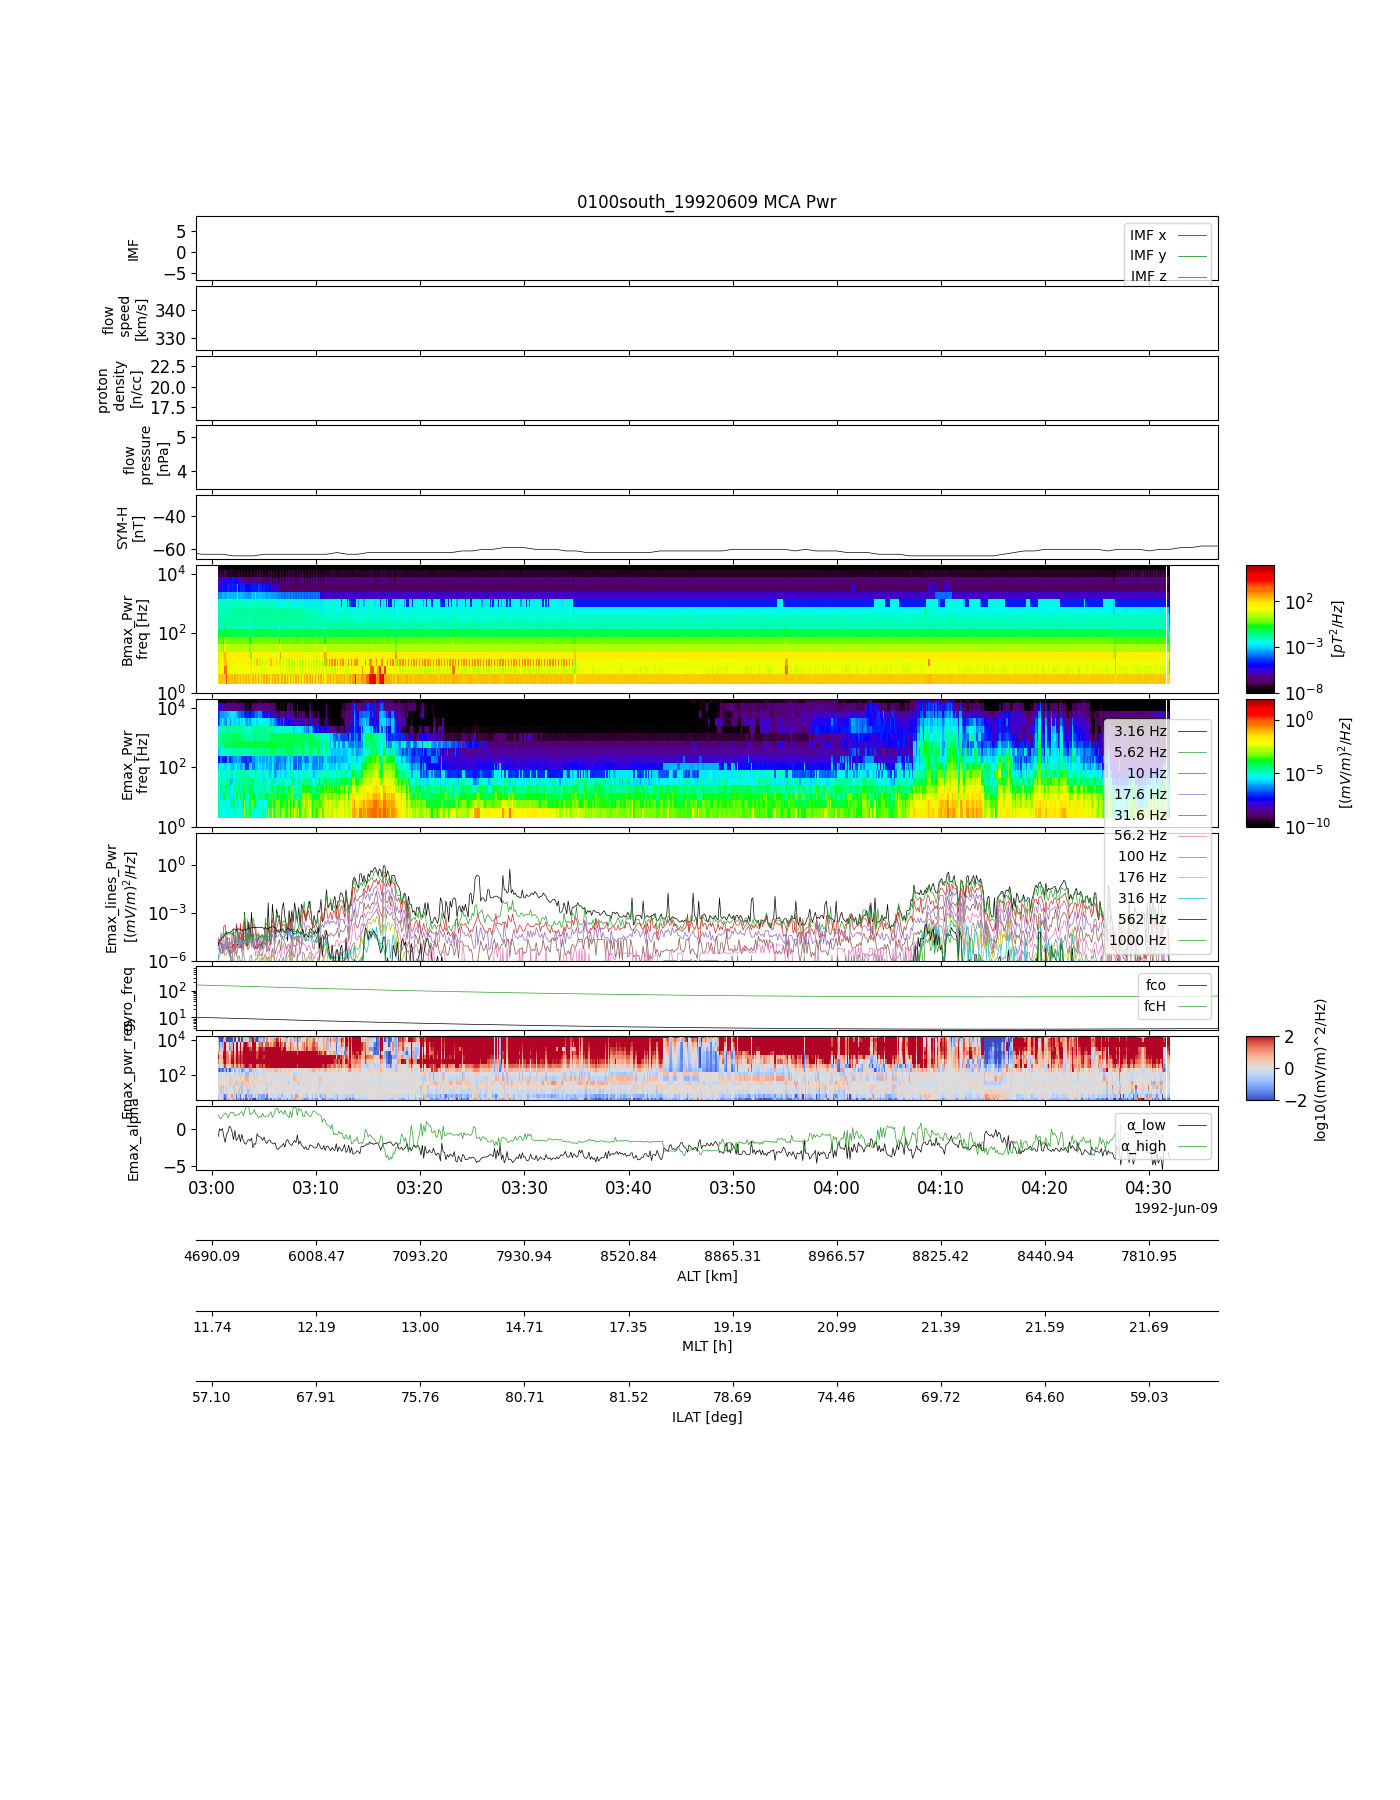 0100south_19920609 MCA Pwr
IMF
5
0
−5
IMF x
IMF y
IMF z
flow
speed
[km/s]
340
330
proton
density
[n/cc]
22.5
20.0
17.5
flow
pressure
[nPa]
5
4
SYM-H
[nT]
−40
−60
Bmax_Pwr
freq [Hz]
10^4
10^2
10^0
10^2
10^−3
10^−8
[pT^2/Hz]
Emax_Pwr
freq [Hz]
10^4
10^2
10^0
10^0
10^−5
10^−10
[(mV/m)^2/Hz]
3.16 Hz
5.62 Hz
10 Hz
17.6 Hz
31.6 Hz
56.2 Hz
100 Hz
176 Hz
316 Hz
562 Hz
1000 Hz
Emax_lines_Pwr
[(mV/m)^2/Hz]
10^0
10^−3
10^−6
gyro_freq
10^2
10^1
fco
fcH
Emax_pwr_reg
10^4
10^2
2
0
−2
log10((mV/m)^2/Hz)
Emax_alpha
0
−5
α_low
α_high
03:00 03:10 03:20 03:30 03:40 03:50 04:00 04:10 04:20 04:30
1992-Jun-09
4690.09 6008.47 7093.20 7930.94 8520.84 8865.31 8966.57 8825.42 8440.94 7810.95
ALT [km]
11.74 12.19 13.00 14.71 17.35 19.19 20.99 21.39 21.59 21.69
MLT [h]
57.10 67.91 75.76 80.71 81.52 78.69 74.46 69.72 64.60 59.03
ILAT [deg]